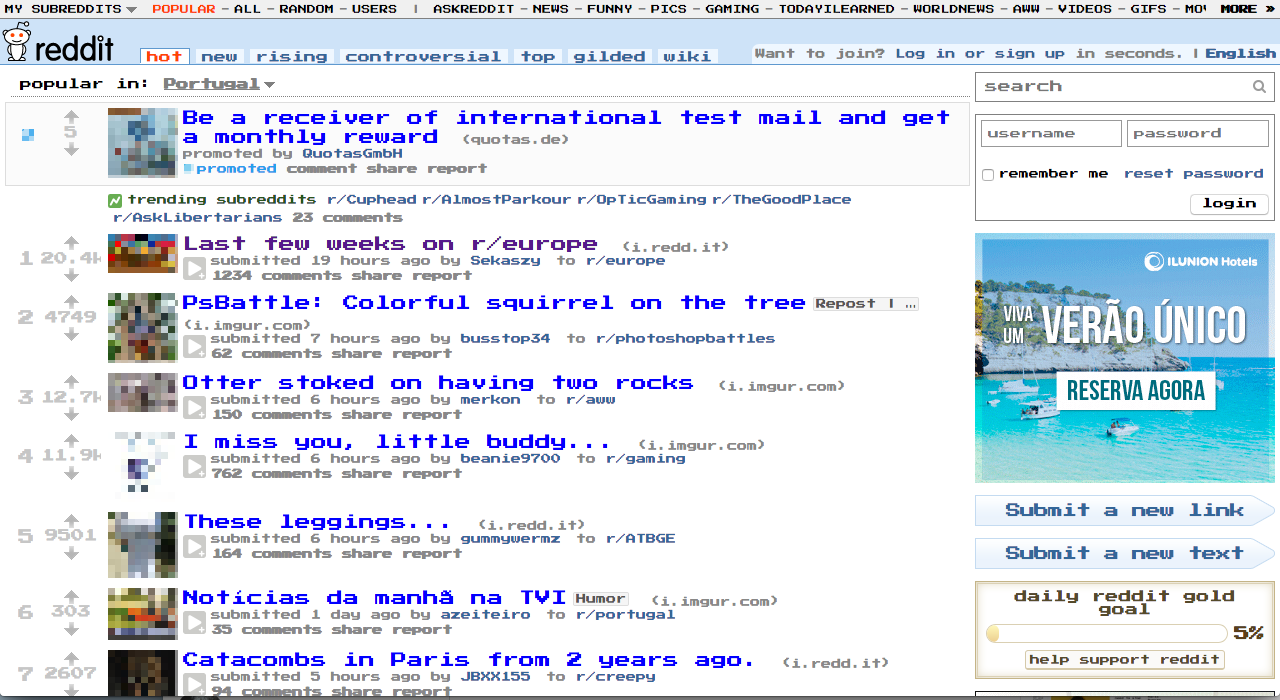 MY SUBREDDITS POPULAR - ALL - RANDOM - USERS | ASKREDDIT - NEWS - FUNNY - PICS - GAMING - TODAYILEARNED - WORLDNEWS - AWW - VIDEOS - GIFS - MORE »
reddit hot new rising controversial top gilded wiki Want to join? Log in or sign up in seconds. | English
popular in: Portugal
search
Be a receiver of international test mail and get
5
a monthly reward (quotas.de)
promoted by QuotasGmbH
promoted comment share report
username password
remember me reset password
login
trending subreddits r/Cuphead r/AlmostParkour r/OpTicGaming r/TheGoodPlace
r/AskLibertarians 23 comments
1 20.4k Last few weeks on r/europe (i.redd.it)
submitted 19 hours ago by Sekaszy to r/europe
1234 comments share report
2 4749 PsBattle: Colorful squirrel on the tree Repost | …
(i.imgur.com)
submitted 7 hours ago by busstop34 to r/photoshopbattles
62 comments share report
3 12.7k Otter stoked on having two rocks (i.imgur.com)
submitted 6 hours ago by merkon to r/aww
150 comments share report
4 11.9k I miss you, little buddy... (i.imgur.com)
submitted 6 hours ago by beanie9700 to r/gaming
762 comments share report
5 9501 These leggings... (i.redd.it)
submitted 6 hours ago by gummywermz to r/ATBGE
164 comments share report
6 303 Notícias da manhã na TVI Humor (i.imgur.com)
submitted 1 day ago by azeiteiro to r/portugal
35 comments share report
7 2607 Catacombs in Paris from 2 years ago. (i.redd.it)
submitted 5 hours ago by JBXX155 to r/creepy
94 comments share report
ILUNION Hotels
VIVA UM VERÃO ÚNICO
RESERVA AGORA
Submit a new link
Submit a new text
daily reddit gold
goal
5%
help support reddit